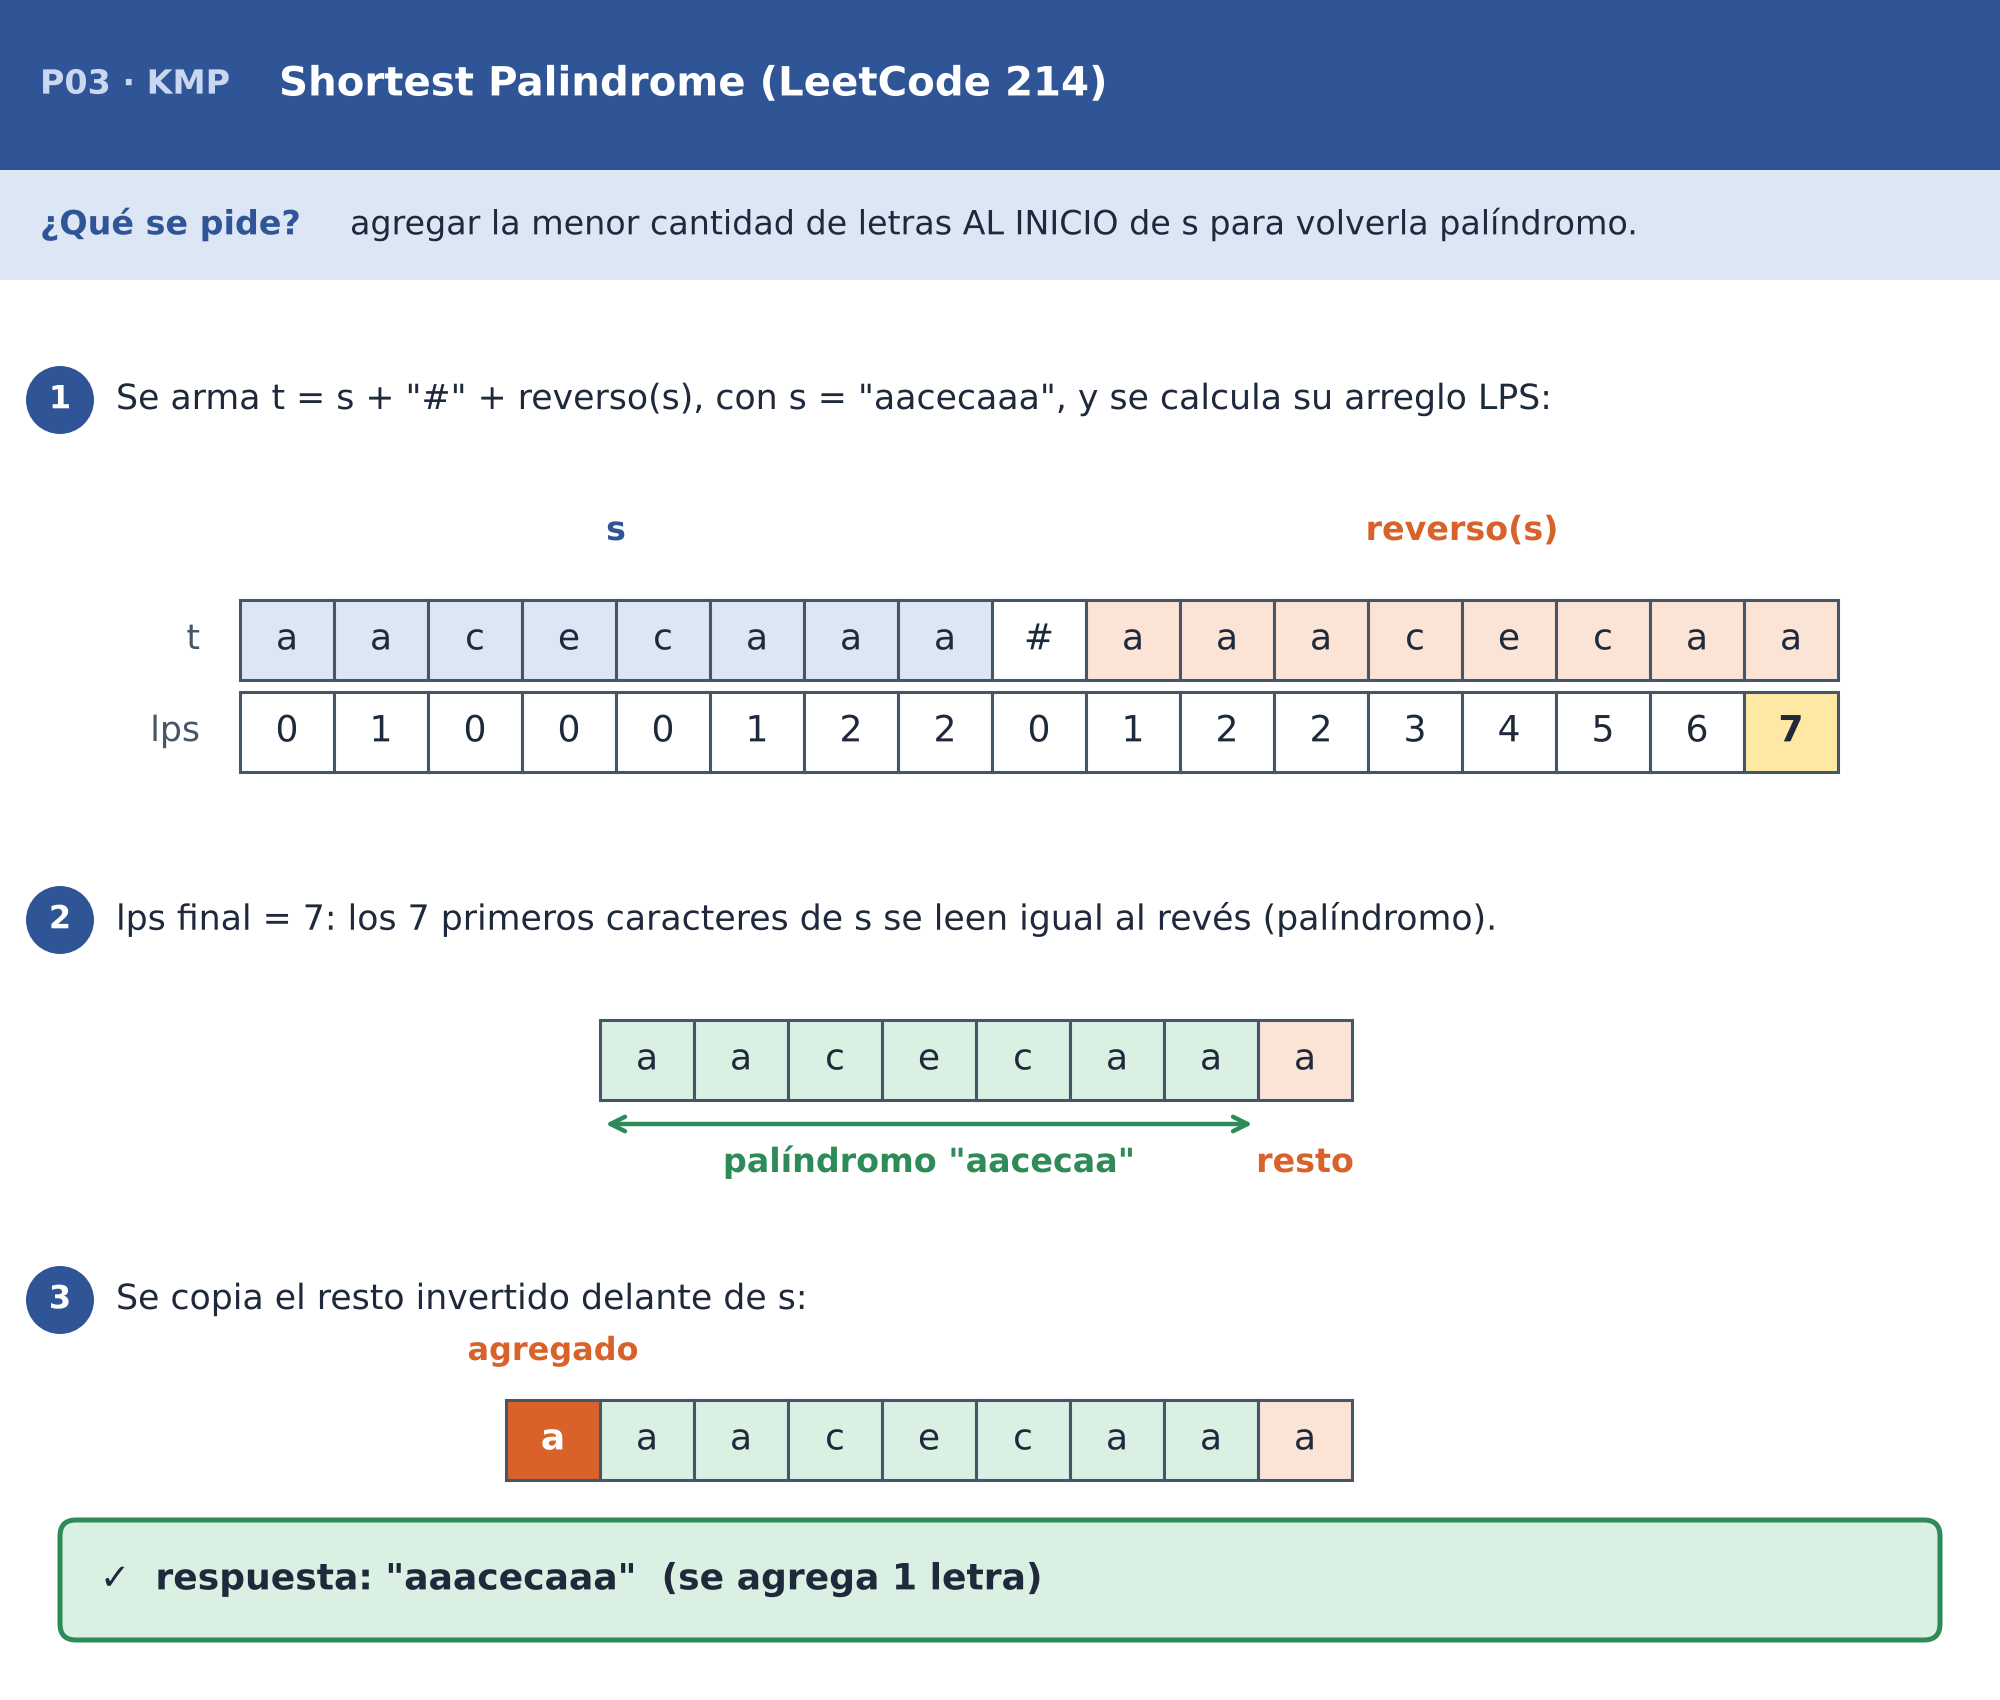 P03 · KMP Shortest Palindrome (LeetCode 214)
¿Qué se pide? agregar la menor cantidad de letras AL INICIO de s para volverla palíndromo.
1 Se arma t = s + "#" + reverso(s), con s = "aacecaaa", y se calcula su arreglo LPS:
s reverso(s)
t a a c e c a a a # a a a c e c a a
lps 0 1 0 0 0 1 2 2 0 1 2 2 3 4 5 6 7
2 lps final = 7: los 7 primeros caracteres de s se leen igual al revés (palíndromo).
a a c e c a a a
palíndromo "aacecaa" resto
3 Se copia el resto invertido delante de s:
agregado
a a a c e c a a a
✓ respuesta: "aaacecaaa" (se agrega 1 letra)